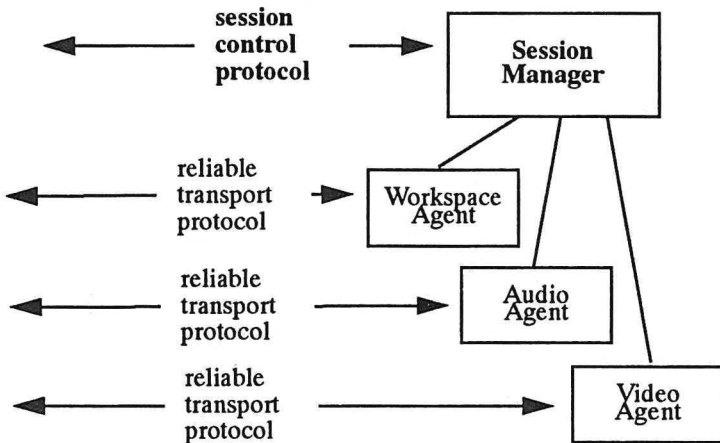 session
control
protocol
Session
Manager
reliable
transport
protocol
Workspace
Agent
reliable
transport
protocol
Audio
Agent
reliable
transport
protocol
Video
Agent